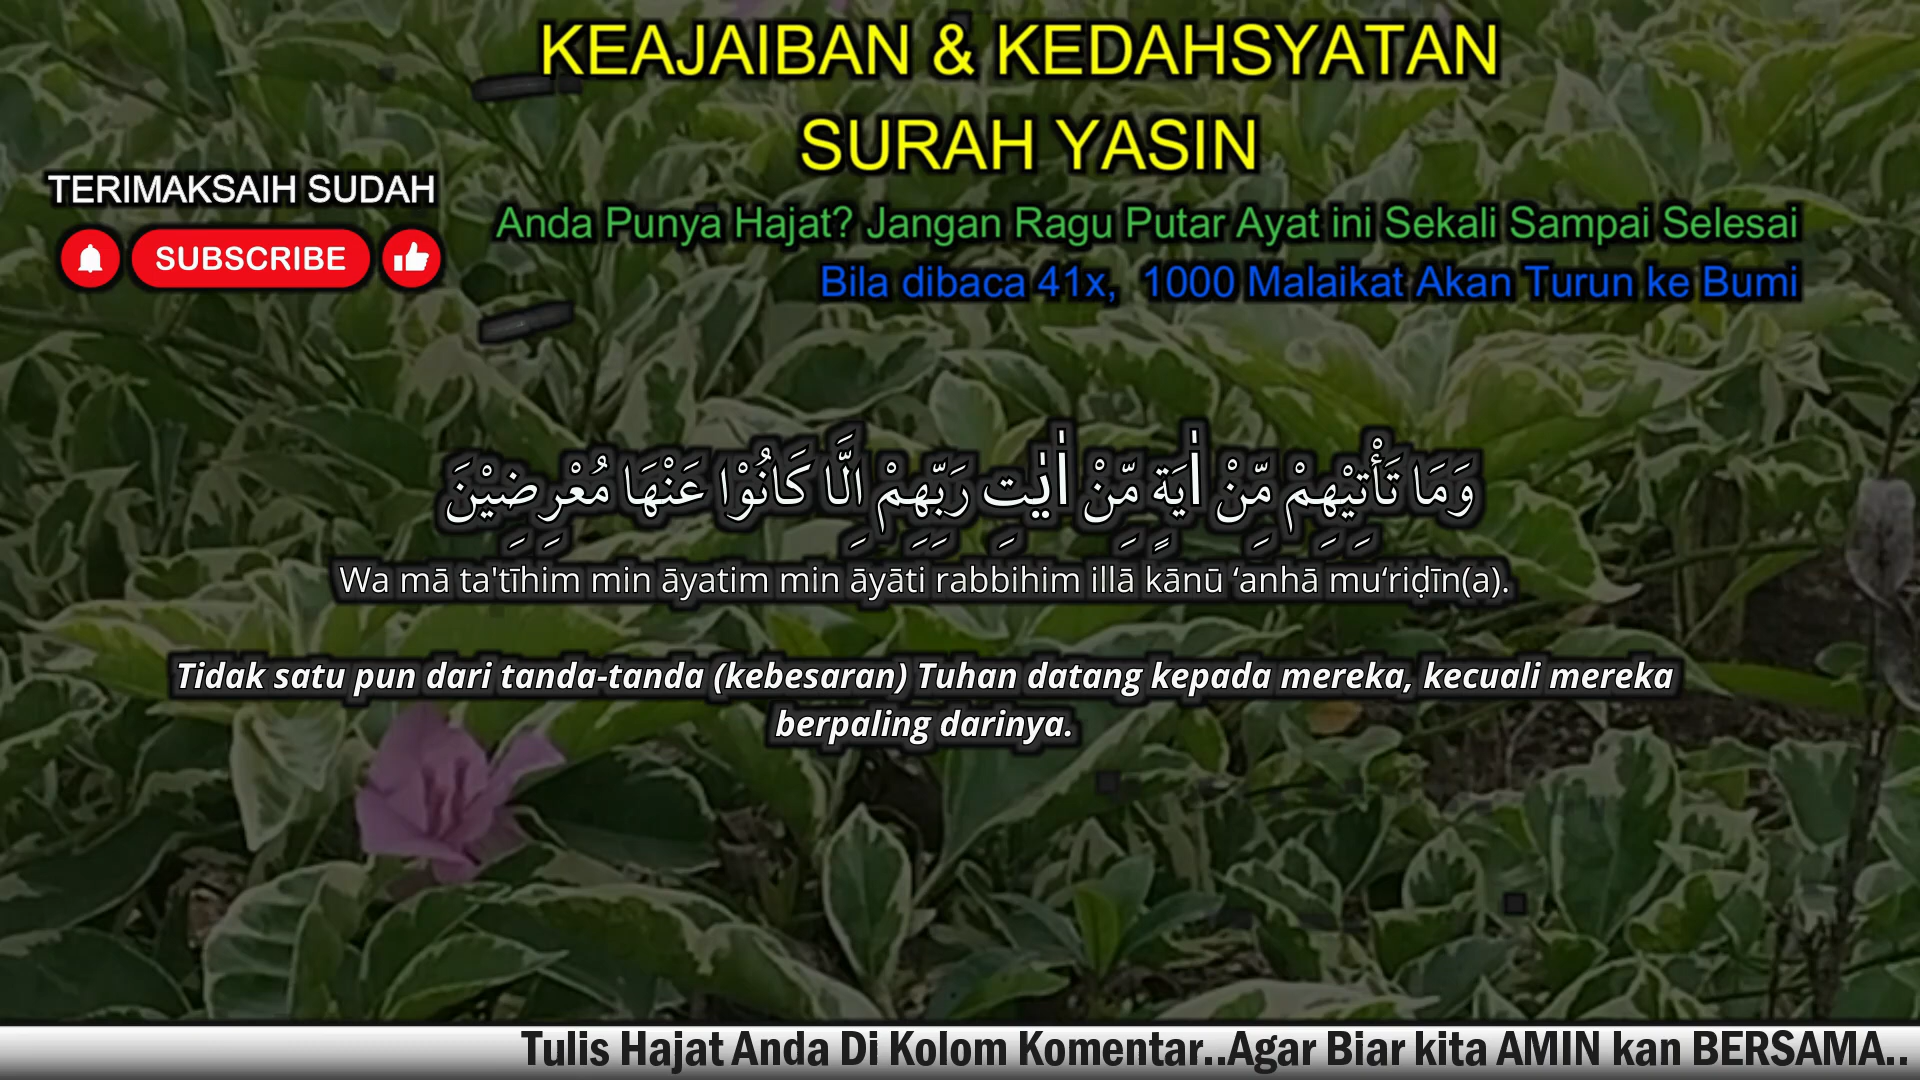 KEAJAIBAN & KEDAHSYATAN
SURAH YASIN
TERIMAKSAIH SUDAH
SUBSCRIBE
Anda Punya Hajat? Jangan Ragu Putar Ayat ini Sekali Sampai Selesai
Bila dibaca 41x, 1000 Malaikat Akan Turun ke Bumi
وَمَا تَأْتِيْهِمْ مِّنْ اٰيَةٍ مِّنْ اٰيٰتِ رَبِّهِمْ اِلَّا كَانُوْا عَنْهَا مُعْرِضِيْنَ
Wa mā ta'tīhim min āyatim min āyāti rabbihim illā kānū ‘anhā mu‘riḍīn(a).
Tidak satu pun dari tanda-tanda (kebesaran) Tuhan datang kepada mereka, kecuali mereka
berpaling darinya.
Tulis Hajat Anda Di Kolom Komentar..Agar Biar kita AMIN kan BERSAMA..